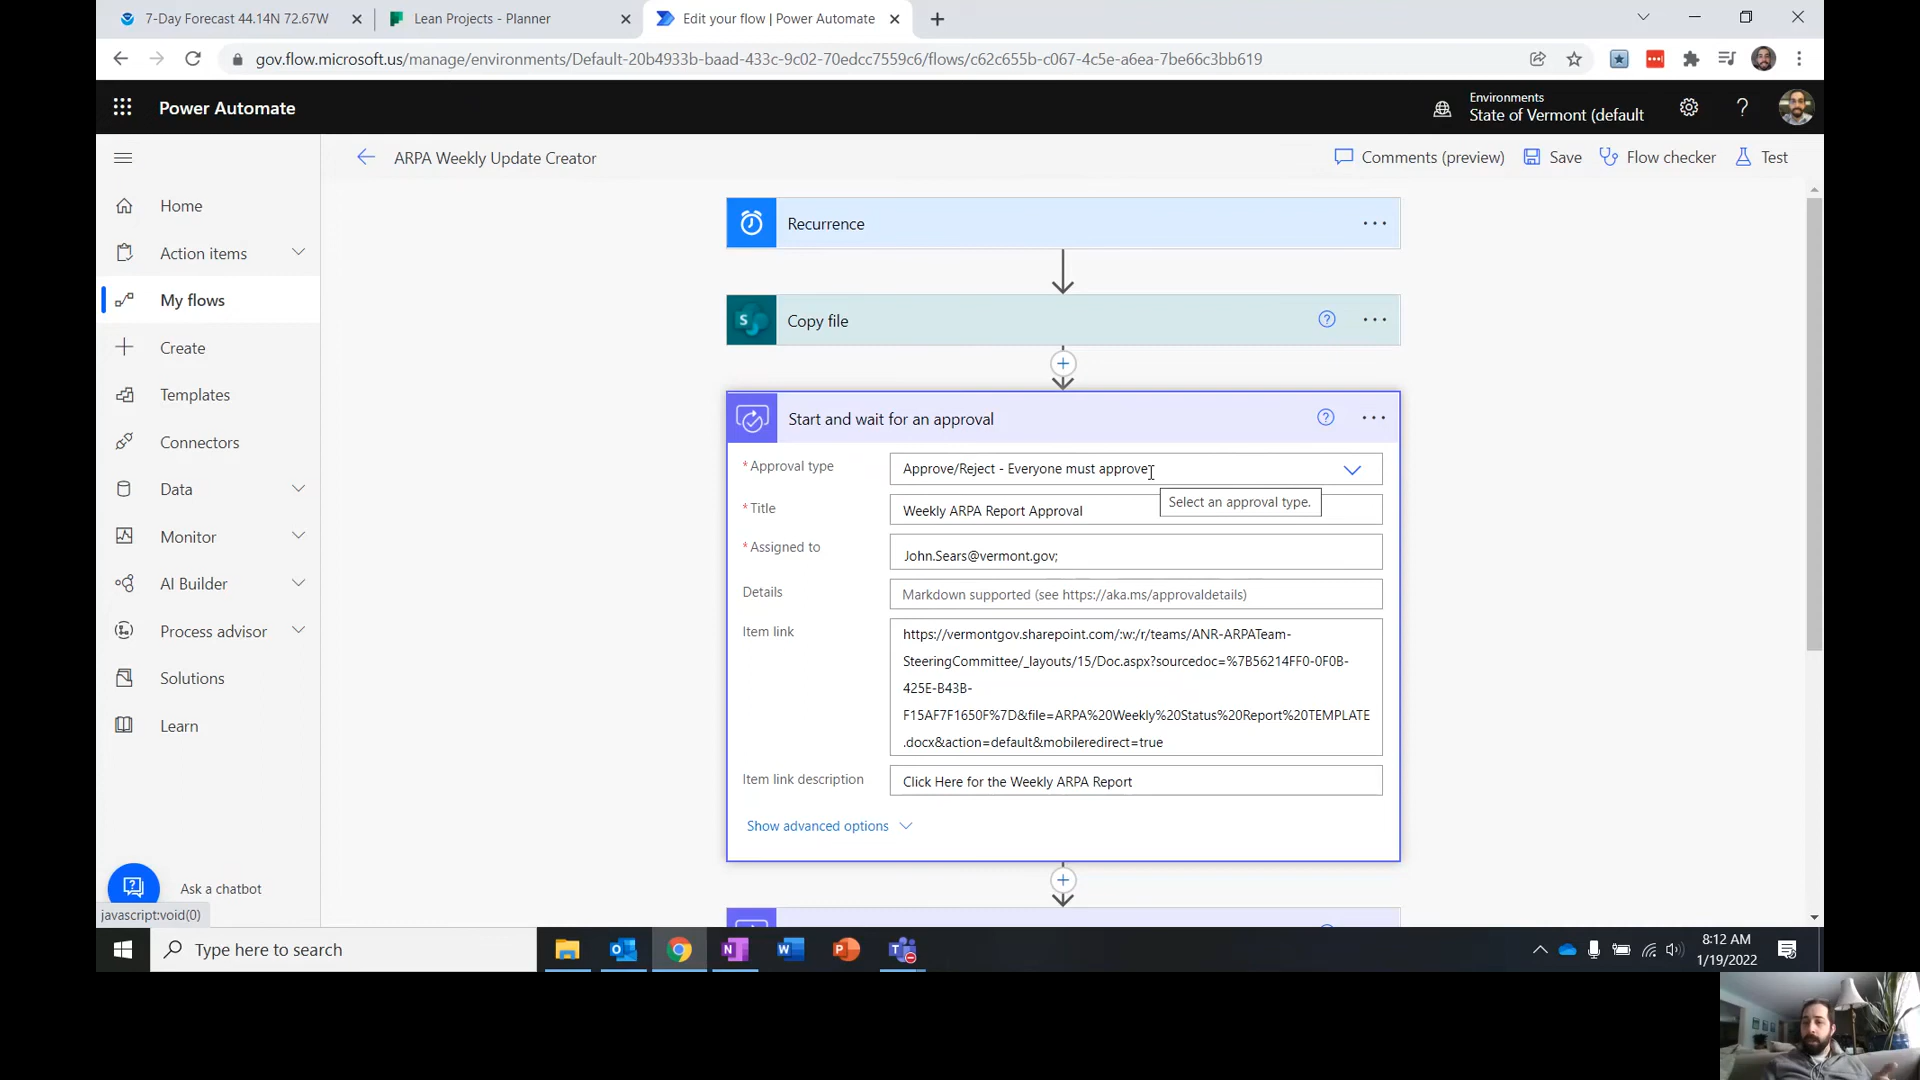 7-Day Forecast 44.14N 72.67W
Lean Projects - Planner
Edit your flow | Power Automate
gov.flow.microsoft.us/manage/environments/Default-20b4933b-baad-433c-9c02-70edcc7559c6/flows/c62c655b-c067-4c5e-a6ea-7be66c3bb619
Power Automate
Environments
State of Vermont (default
ARPA Weekly Update Creator
Comments (preview)
Save
Flow checker
Test
Home
Action items
My flows
Create
Templates
Connectors
Data
Monitor
AI Builder
Process advisor
Solutions
Learn
Ask a chatbot
javascript:void(0)
Recurrence
Copy file
Start and wait for an approval
* Approval type
Approve/Reject - Everyone must approve
Select an approval type.
* Title
Weekly ARPA Report Approval
* Assigned to
John.Sears@vermont.gov;
Details
Markdown supported (see https://aka.ms/approvaldetails)
Item link
https://vermontgov.sharepoint.com/:w:/r/teams/ANR-ARPATeam-
SteeringCommittee/_layouts/15/Doc.aspx?sourcedoc=%7B56214FF0-0F0B-
425E-B43B-
F15AF7F1650F%7D&file=ARPA%20Weekly%20Status%20Report%20TEMPLATE
.docx&action=default&mobileredirect=true
Item link description
Click Here for the Weekly ARPA Report
Show advanced options
Type here to search
8:12 AM
1/19/2022